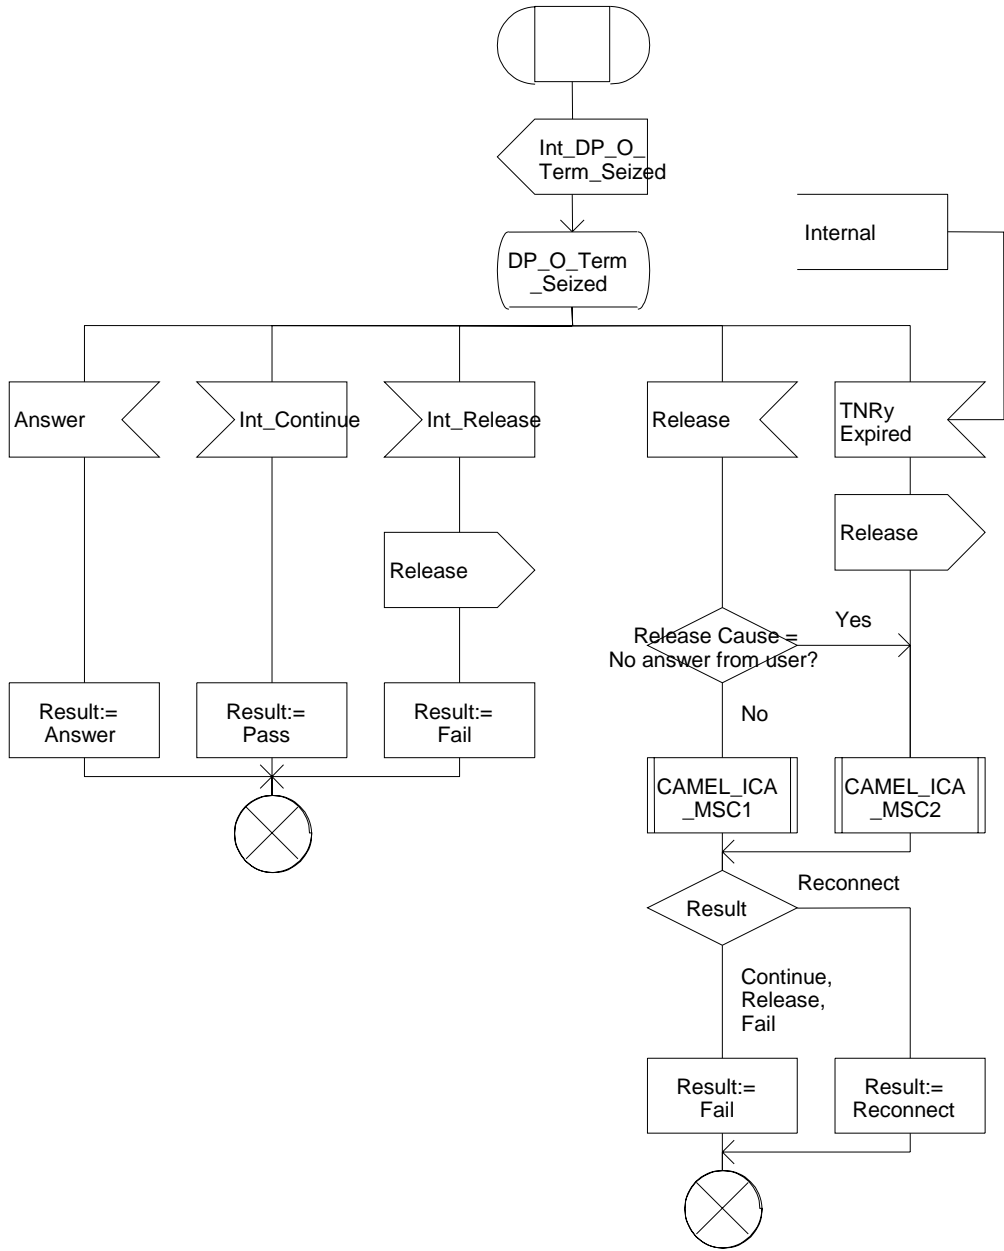 Int_DP_O_
Term_Seized
Internal
DP_O_Term
_Seized
Answer
Int_Continue
Int_Release
Release
TNRy
Expired
Release
Release
Yes
Release Cause =
No answer from user?
Result:=
Answer
Result:=
Pass
Result:=
Fail
No
CAMEL_ICA
_MSC1
CAMEL_ICA
_MSC2
Reconnect
Result
Continue,
Release,
Fail
Result:=
Fail
Result:=
Reconnect